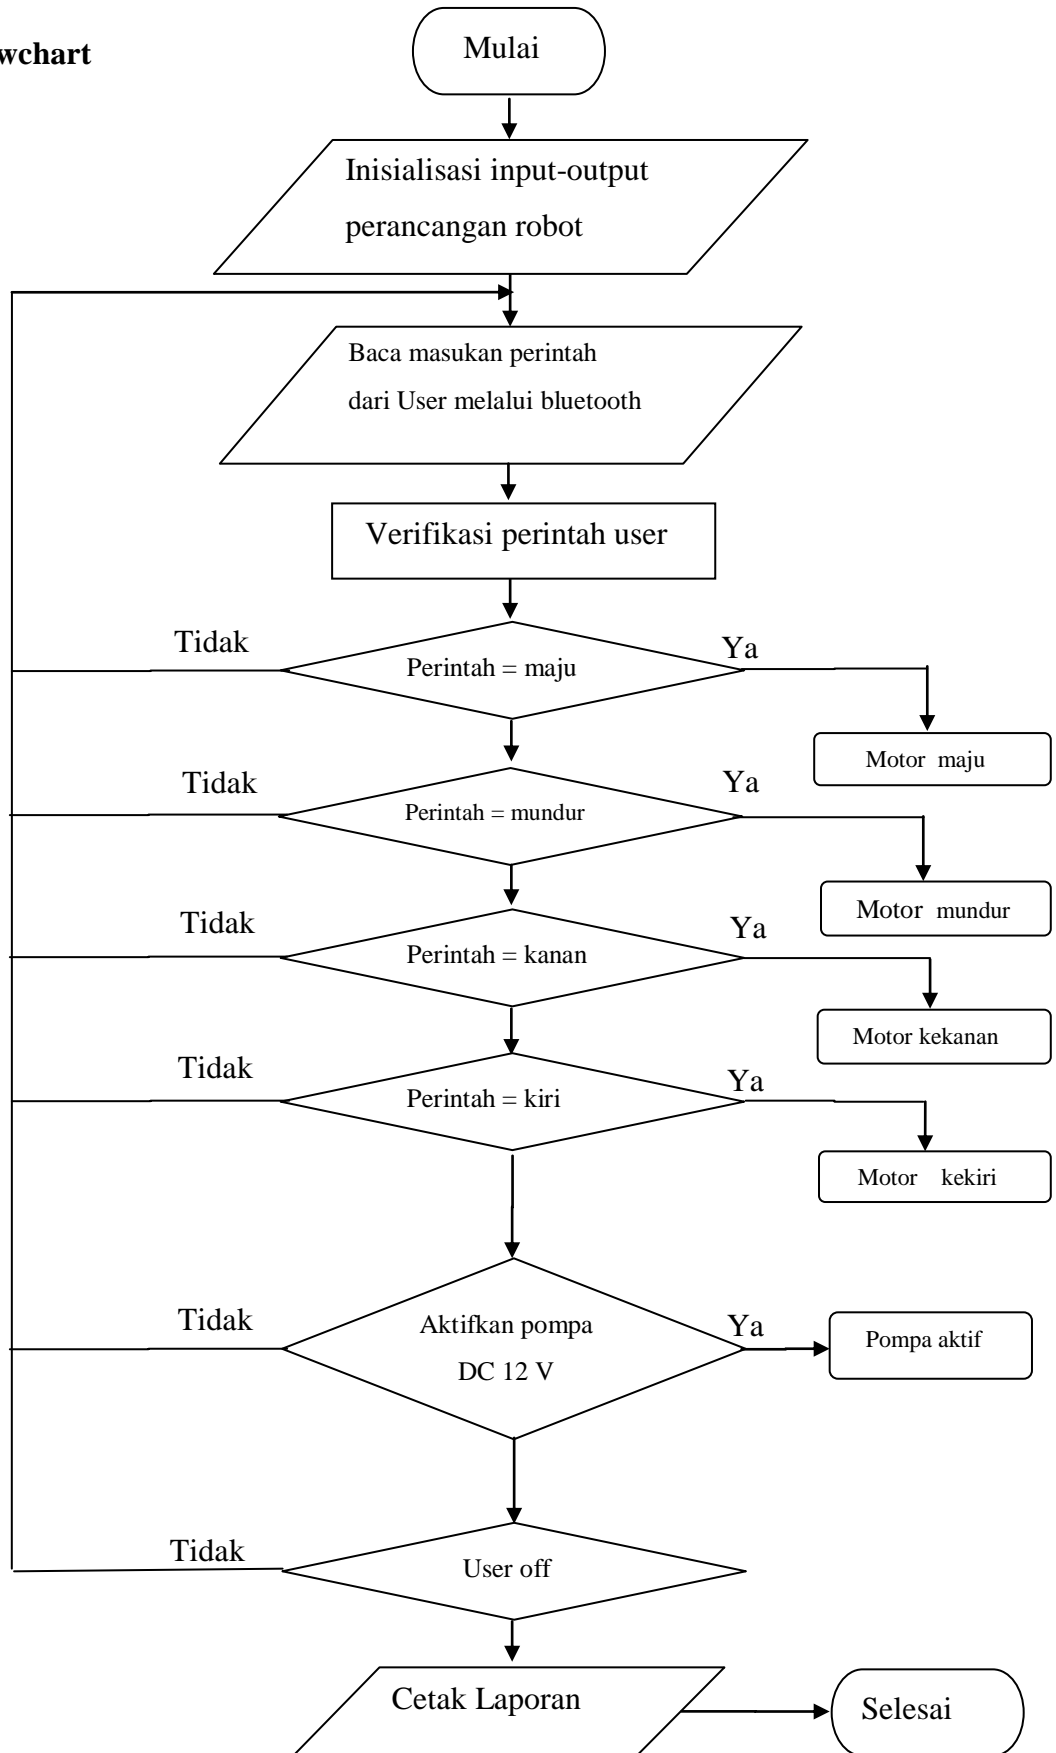 wchart
Mulai
Inisialisasi input-output
perancangan robot
Baca masukan perintah
dari User melalui bluetooth
Verifikasi perintah user
Tidak
Perintah = maju
Ya
Motor maju
Tidak
Perintah = mundur
Ya
Motor mundur
Tidak
Perintah = kanan
Ya
Motor kekanan
Tidak
Perintah = kiri
Ya
Motor kekiri
Tidak
Aktifkan pompa
DC 12 V
Ya
Pompa aktif
Tidak
User off
Cetak Laporan
Selesai